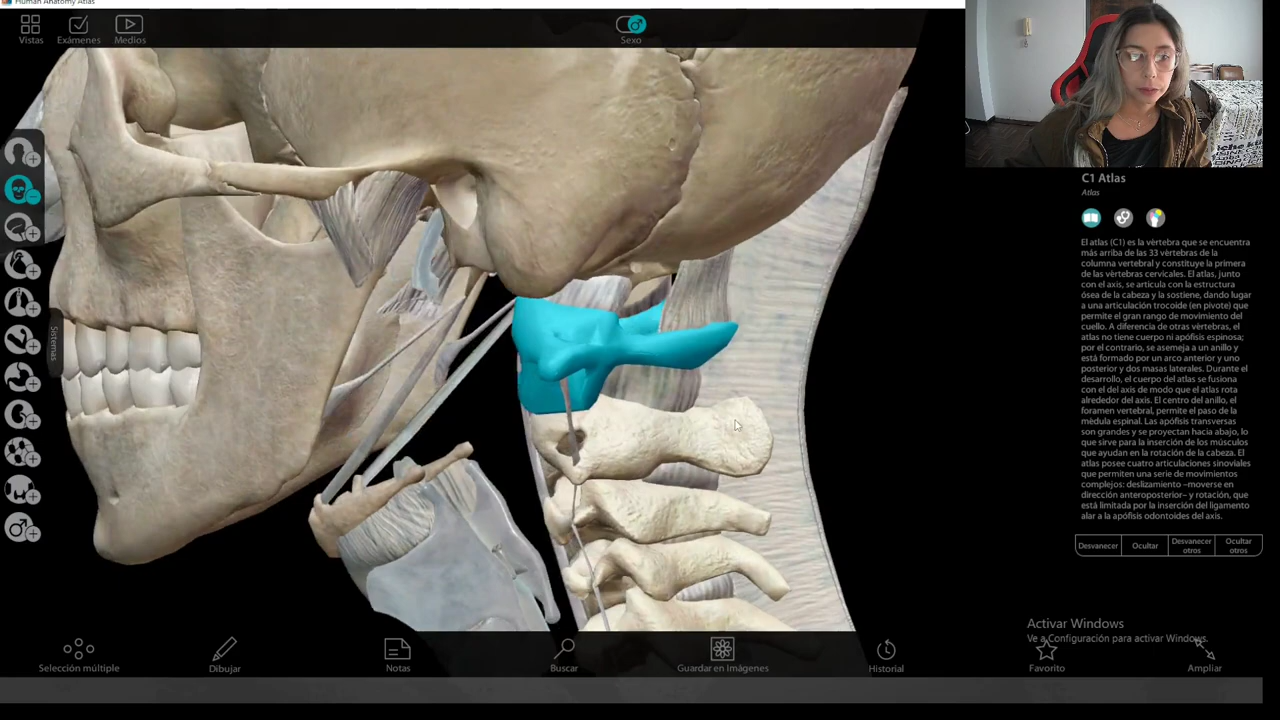 Human Anatomy Atlas
Vistas
Exámenes
Medios
Sexo
Sistemas
C1 Atlas
Atlas
El atlas (C1) es la vèrtebra que se encuentra
más arriba de las 33 vèrtebras de la
columna vertebral y constituye la primera
de las vèrtebras cervicales. El atlas, junto
con el axis, se articula con la estructura
ósea de la cabeza y la sostiene, dando lugar
a una articulación trocoide (en pivote) que
permite el gran rango de movimiento del
cuello. A diferencia de otras vèrtebras, el
atlas no tiene cuerpo ni apófisis espinosa;
por el contrario, se asemeja a un anillo y
está formado por un arco anterior y uno
posterior y dos masas laterales. Durante el
desarrollo, el cuerpo del atlas se fusiona
con el del axis de modo que el atlas rota
alrededor del axis. El centro del anillo, el
foramen vertebral, permite el paso de la
mèdula espinal. Las apófisis transversas
son grandes y se proyectan hacia abajo, lo
que sirve para la inserción de los músculos
que ayudan en la rotación de la cabeza. El
atlas posee cuatro articulaciones sinoviales
que permiten una serie de movimientos
complejos: deslizamiento –moverse en
dirección anteroposterior– y rotación, que
está limitada por la inserción del ligamento
alar a la apófisis odontoides del axis.
Desvanecer
Ocultar
Desvanecer
otros
Ocultar
otros
Activar Windows
Ve a Configuración para activar Windows.
Selección múltiple
Dibujar
Notas
Buscar
Guardar en Imágenes
Historial
Favorito
Ampliar